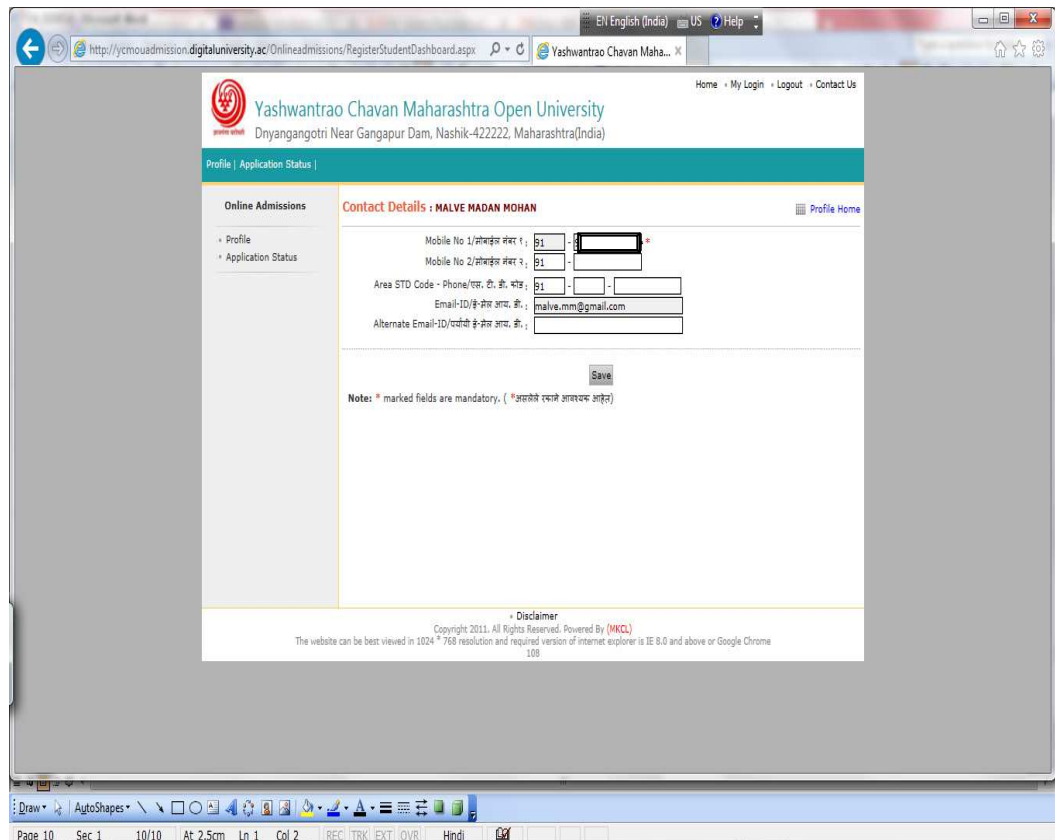 EN English (India) US Help
http://ycmouadmission.digitaluniversity.ac/Onlineadmissions/RegisterStudentDashboard.aspx
Yashwantrao Chavan Maha... X
Home My Login Logout Contact Us
Yashwantrao Chavan Maharashtra Open University
Dnyangangotri Near Gangapur Dam, Nashik-422222, Maharashtra(India)
Profile | Application Status |
Online Admissions
Profile
Application Status
Contact Details : MALVE MADAN MOHAN
Profile Home
Mobile No 1/मोबाईल नंबर १ : 91 - *
Mobile No 2/मोबाईल नंबर २ : 91 -
Area STD Code - Phone/एस. टी. डी. कोड : 91 - -
Email-ID/ई-मेल आय. डी. : malve.mm@gmail.com
Alternate Email-ID/पर्यायी ई-मेल आय. डी. :
Save
Note: * marked fields are mandatory. ( *असलेले रकाने आवश्यक आहेत)
Disclaimer
Copyright 2011. All Rights Reserved. Powered By (MKCL)
The website can be best viewed in 1024 * 768 resolution and required version of internet explorer is IE 8.0 and above or Google Chrome
108
Draw AutoShapes
Page 10 Sec 1 10/10 At 2.5cm Ln 1 Col 2 REC TRK EXT OVR Hindi